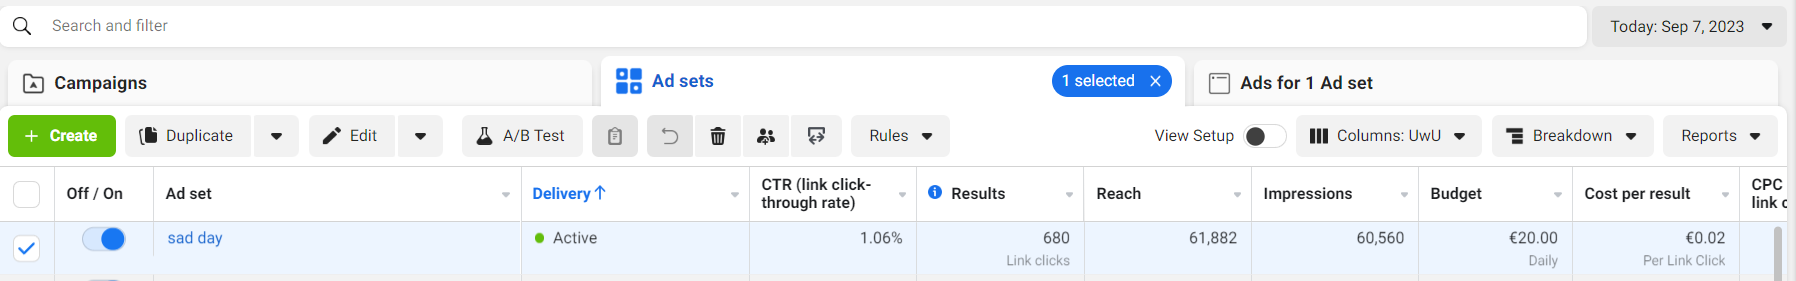 Search and filter
Today: Sep 7, 2023
Campaigns
Ad sets
1 selected
Ads for 1 Ad set
+ Create
Duplicate
Edit
A/B Test
Rules
View Setup
Columns: UwU
Breakdown
Reports
Off / On
Ad set
Delivery ↑
CTR (link click-
through rate)
Results
Reach
Impressions
Budget
Cost per result
CPC
link c
sad day
Active
1.06%
680
Link clicks
61,882
60,560
€20.00
Daily
€0.02
Per Link Click